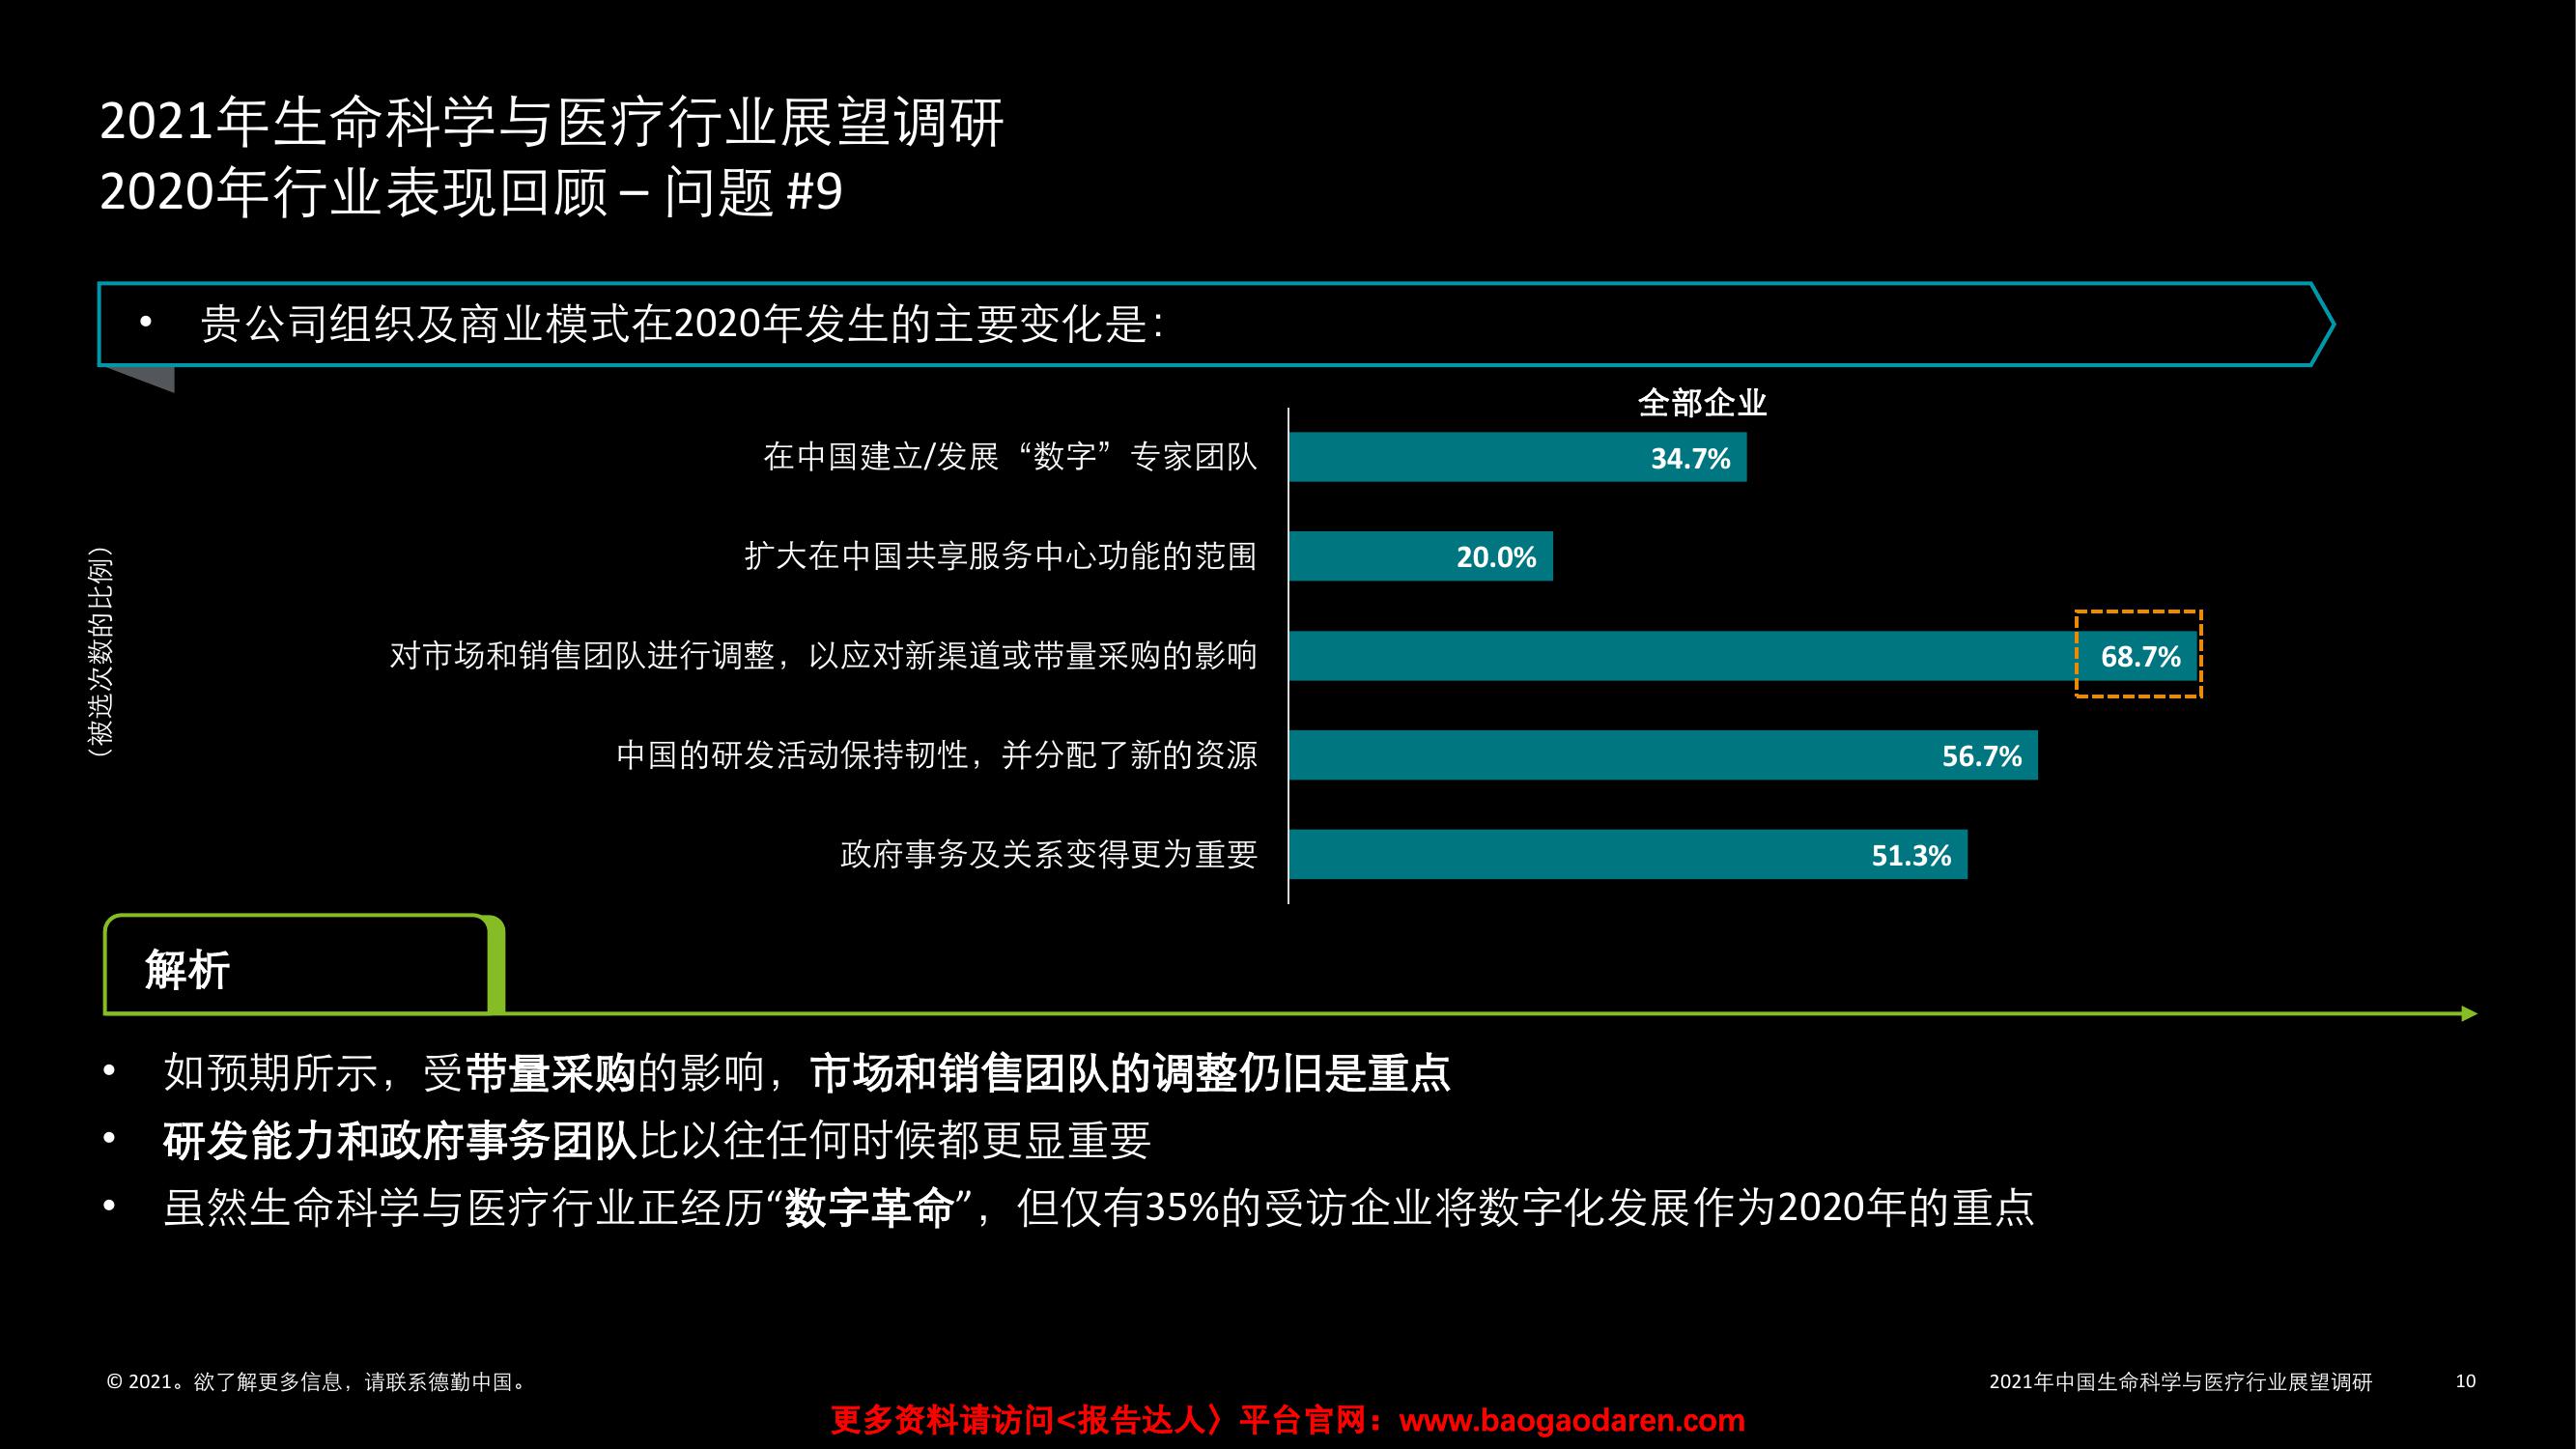 2021年生命科学与医疗行业展望调研
2020年行业表现回顾 – 问题 #9
• 贵公司组织及商业模式在2020年发生的主要变化是：
全部企业
（被选次数的比例）
在中国建立/发展“数字”专家团队 34.7%
扩大在中国共享服务中心功能的范围 20.0%
对市场和销售团队进行调整，以应对新渠道或带量采购的影响 68.7%
中国的研发活动保持韧性，并分配了新的资源 56.7%
政府事务及关系变得更为重要 51.3%
解析
• 如预期所示，受带量采购的影响，市场和销售团队的调整仍旧是重点
• 研发能力和政府事务团队比以往任何时候都更显重要
• 虽然生命科学与医疗行业正经历“数字革命”，但仅有35%的受访企业将数字化发展作为2020年的重点
© 2021。欲了解更多信息，请联系德勤中国。
2021年中国生命科学与医疗行业展望调研 10
更多资料请访问<报告达人〉平台官网：www.baogaodaren.com